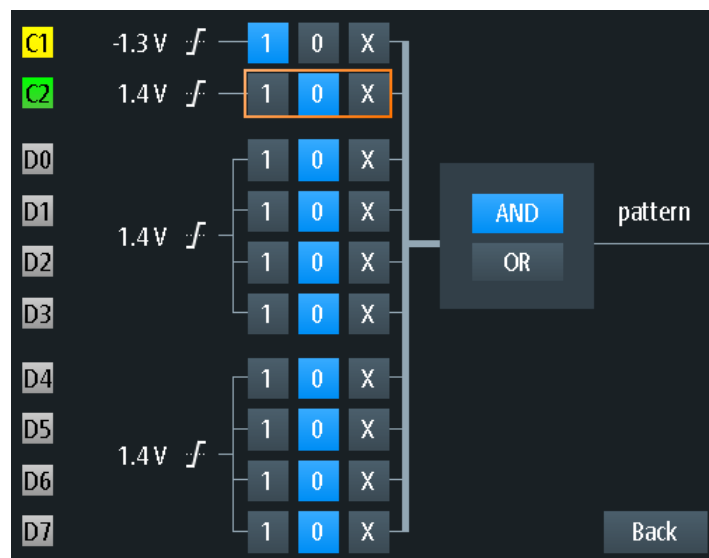 C1 -1.3 V 1 0 X
C2 1.4 V 1 0 X
D0 1 0 X
D1 1 0 X AND pattern
1.4 V
D2 1 0 X OR
D3 1 0 X
D4 1 0 X
D5 1 0 X
1.4 V
D6 1 0 X
D7 1 0 X Back